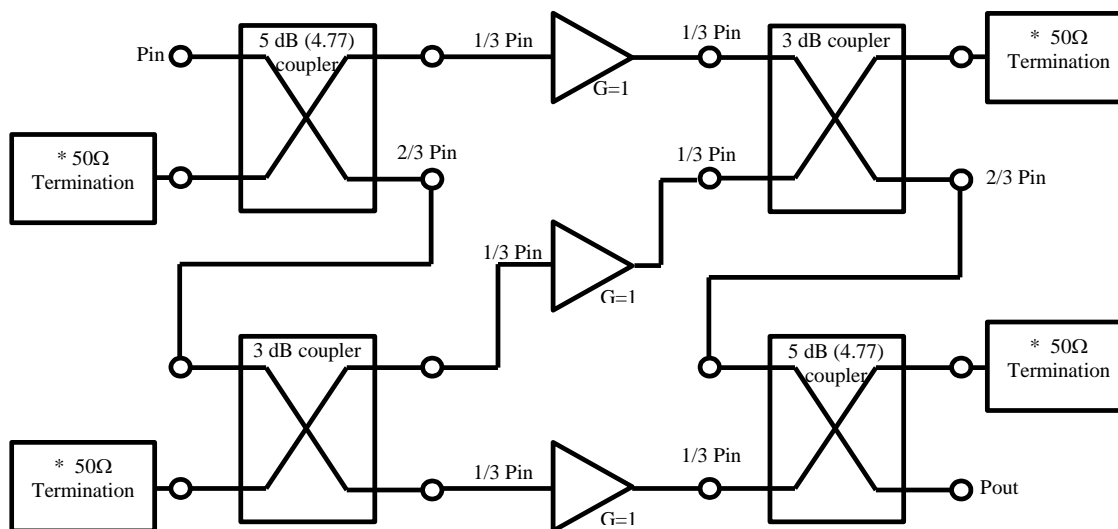 Pin
5 dB (4.77)
coupler
1/3 Pin
G=1
1/3 Pin
3 dB coupler
* 50Ω
Termination
* 50Ω
Termination
2/3 Pin
1/3 Pin
2/3 Pin
1/3 Pin
G=1
3 dB coupler
5 dB (4.77)
coupler
* 50Ω
Termination
* 50Ω
Termination
1/3 Pin
G=1
1/3 Pin
Pout